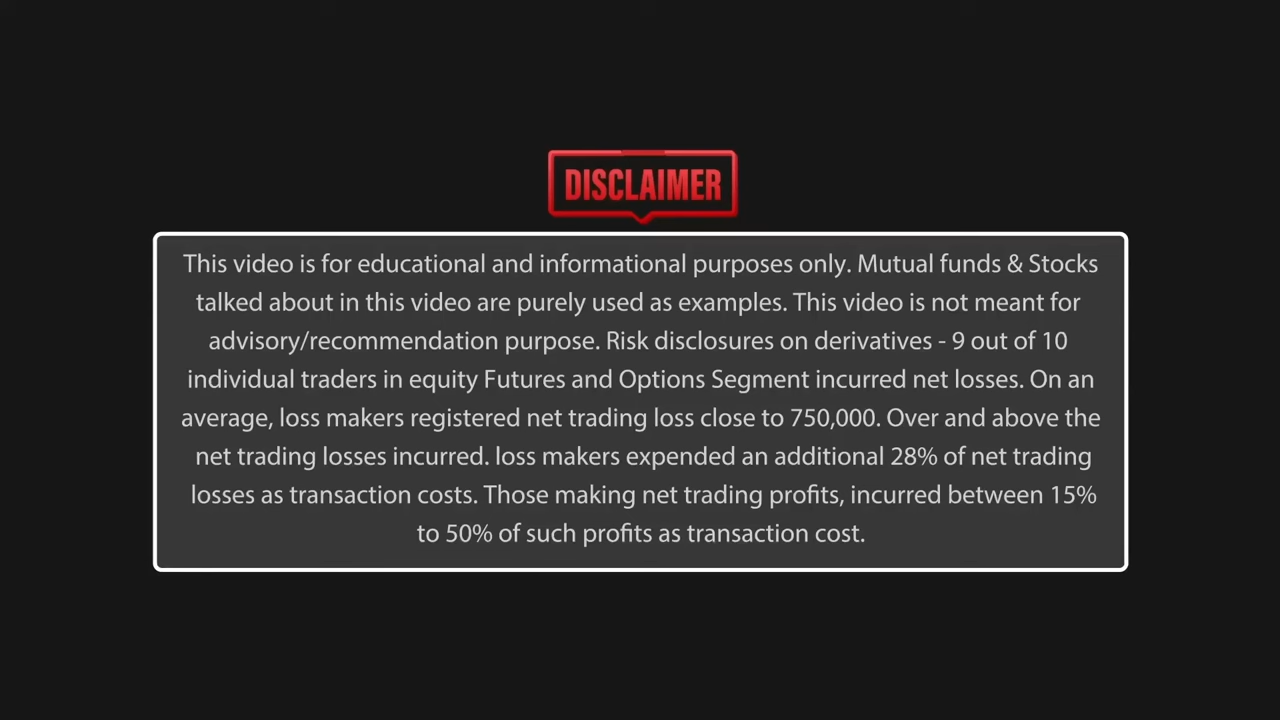 DISCLAIMER
This video is for educational and informational purposes only. Mutual funds & Stocks
talked about in this video are purely used as examples. This video is not meant for
advisory/recommendation purpose. Risk disclosures on derivatives - 9 out of 10
individual traders in equity Futures and Options Segment incurred net losses. On an
average, loss makers registered net trading loss close to 750,000. Over and above the
net trading losses incurred. loss makers expended an additional 28% of net trading
losses as transaction costs. Those making net trading profits, incurred between 15%
to 50% of such profits as transaction cost.